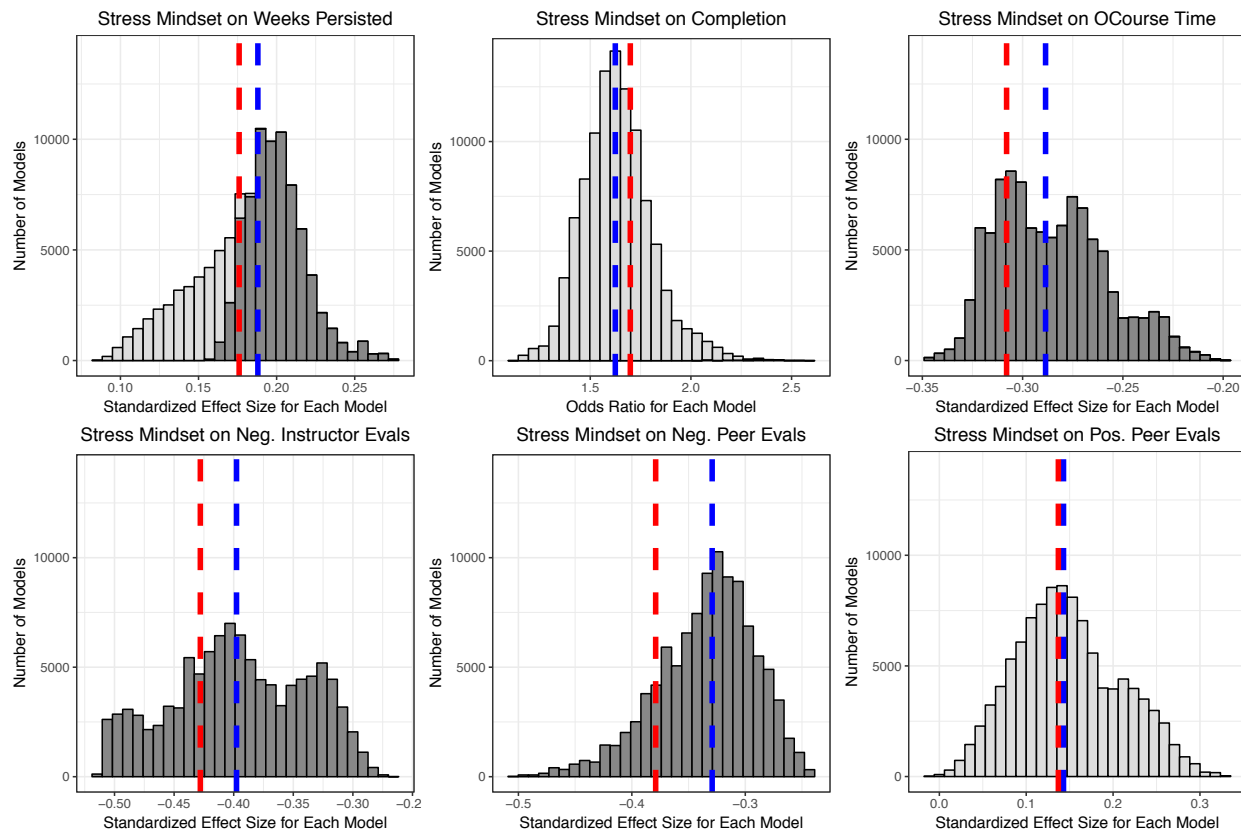 Stress Mindset on Weeks Persisted
Number of Models
10000
5000
0
0.10 0.15 0.20 0.25
Standardized Effect Size for Each Model
Stress Mindset on Completion
Number of Models
10000
5000
0
1.5 2.0 2.5
Odds Ratio for Each Model
Stress Mindset on OCourse Time
Number of Models
10000
5000
0
−0.35 −0.30 −0.25 −0.20
Standardized Effect Size for Each Model
Stress Mindset on Neg. Instructor Evals
Number of Models
10000
5000
0
−0.50 −0.45 −0.40 −0.35 −0.30 −0.2
Standardized Effect Size for Each Model
Stress Mindset on Neg. Peer Evals
Number of Models
10000
5000
0
−0.5 −0.4 −0.3
Standardized Effect Size for Each Model
Stress Mindset on Pos. Peer Evals
Number of Models
10000
5000
0
0.0 0.1 0.2 0.3
Standardized Effect Size for Each Model